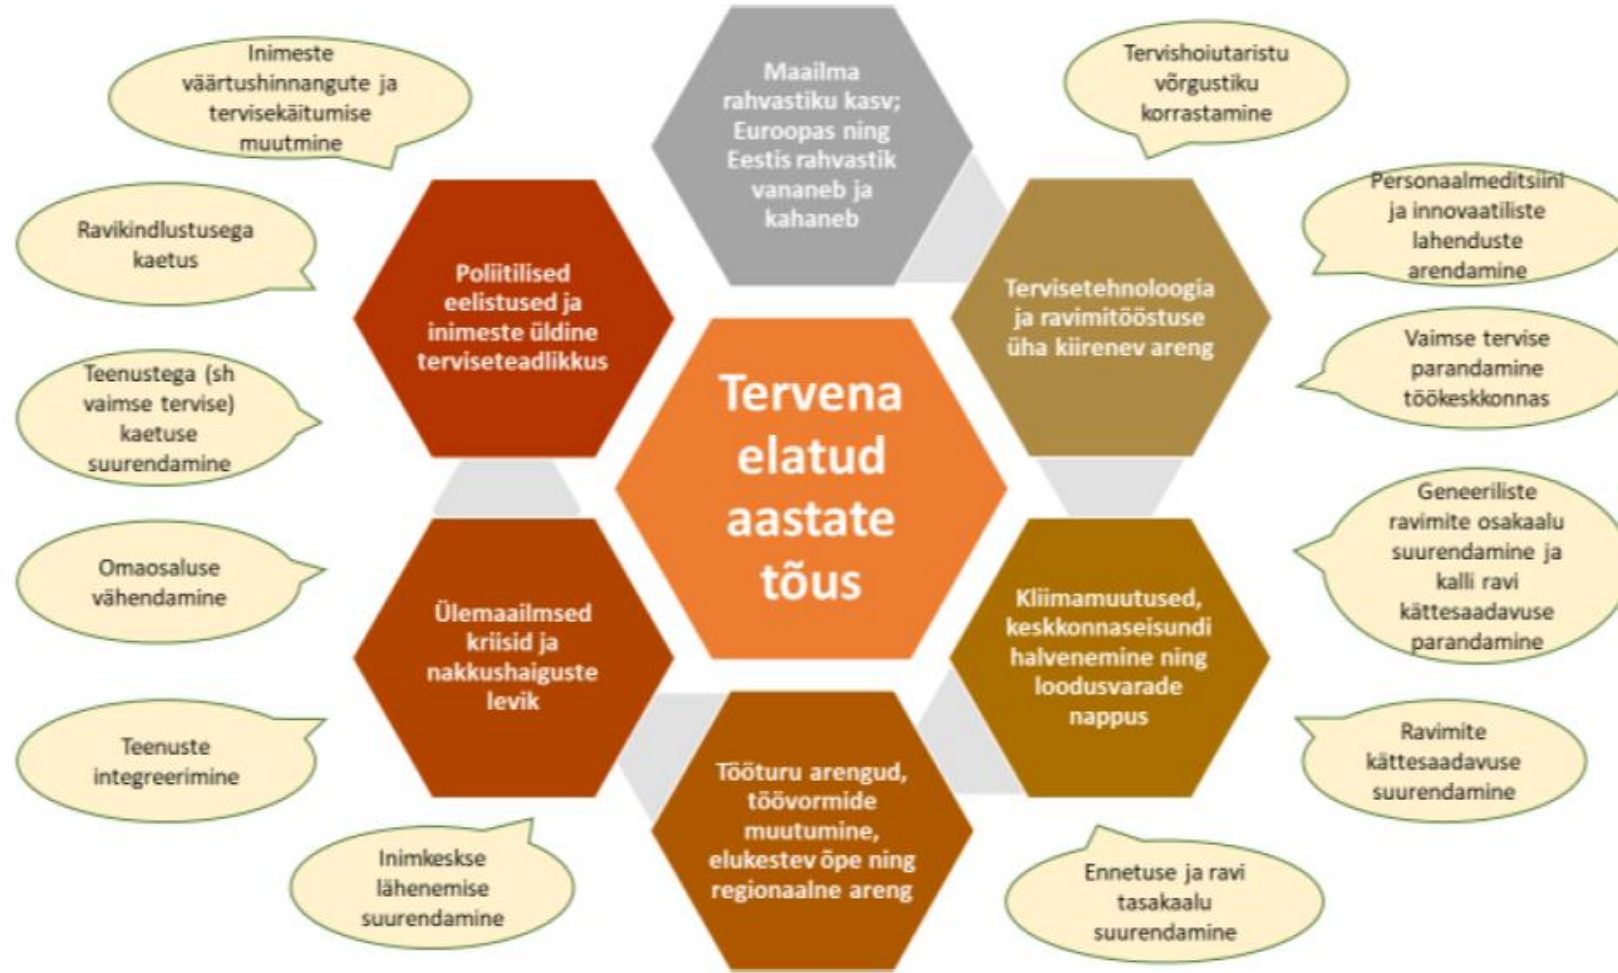 Inimeste
väärtushinnangute ja
tervisekäitumise
muutmine
Maailma
rahvastiku kasv;
Euroopas ning
Eestis rahvastik
vananeb ja
kahaneb
Tervishoiutaristu
võrgustiku
korrastamine
Ravikindlustusega
kaetus
Poliitilised
eelistused ja
inimeste üldine
terviseteadlikkus
Tervisetehnoloogia
ja ravimitööstuse
üha kiirenev areng
Personaalmeditsiini
ja innovaatiliste
lahenduste
arendamine
Teenustega (sh
vaimse tervise)
kaetuse
suurendamine
Tervena
elatud
aastate
tõus
Vaimse tervise
parandamine
töökeskkonnas
Omaosaluse
vähendamine
Ülemaailmsed
kriisid ja
nakkushaiguste
levik
Kliimamuutused,
keskkonnaseisundi
halvenemine ning
loodusvarade
nappus
Geneeriliste
ravimite osakaalu
suurendamine ja
kalli ravi
kättesaadavuse
parandamine
Teenuste
integreerimine
Tööturu arengud,
töövormide
muutumine,
elukestev õpe ning
regionaalne areng
Ravimite
kättesaadavuse
suurendamine
Inimkeskse
lähenemise
suurendamine
Ennetuse ja ravi
tasakaalu
suurendamine